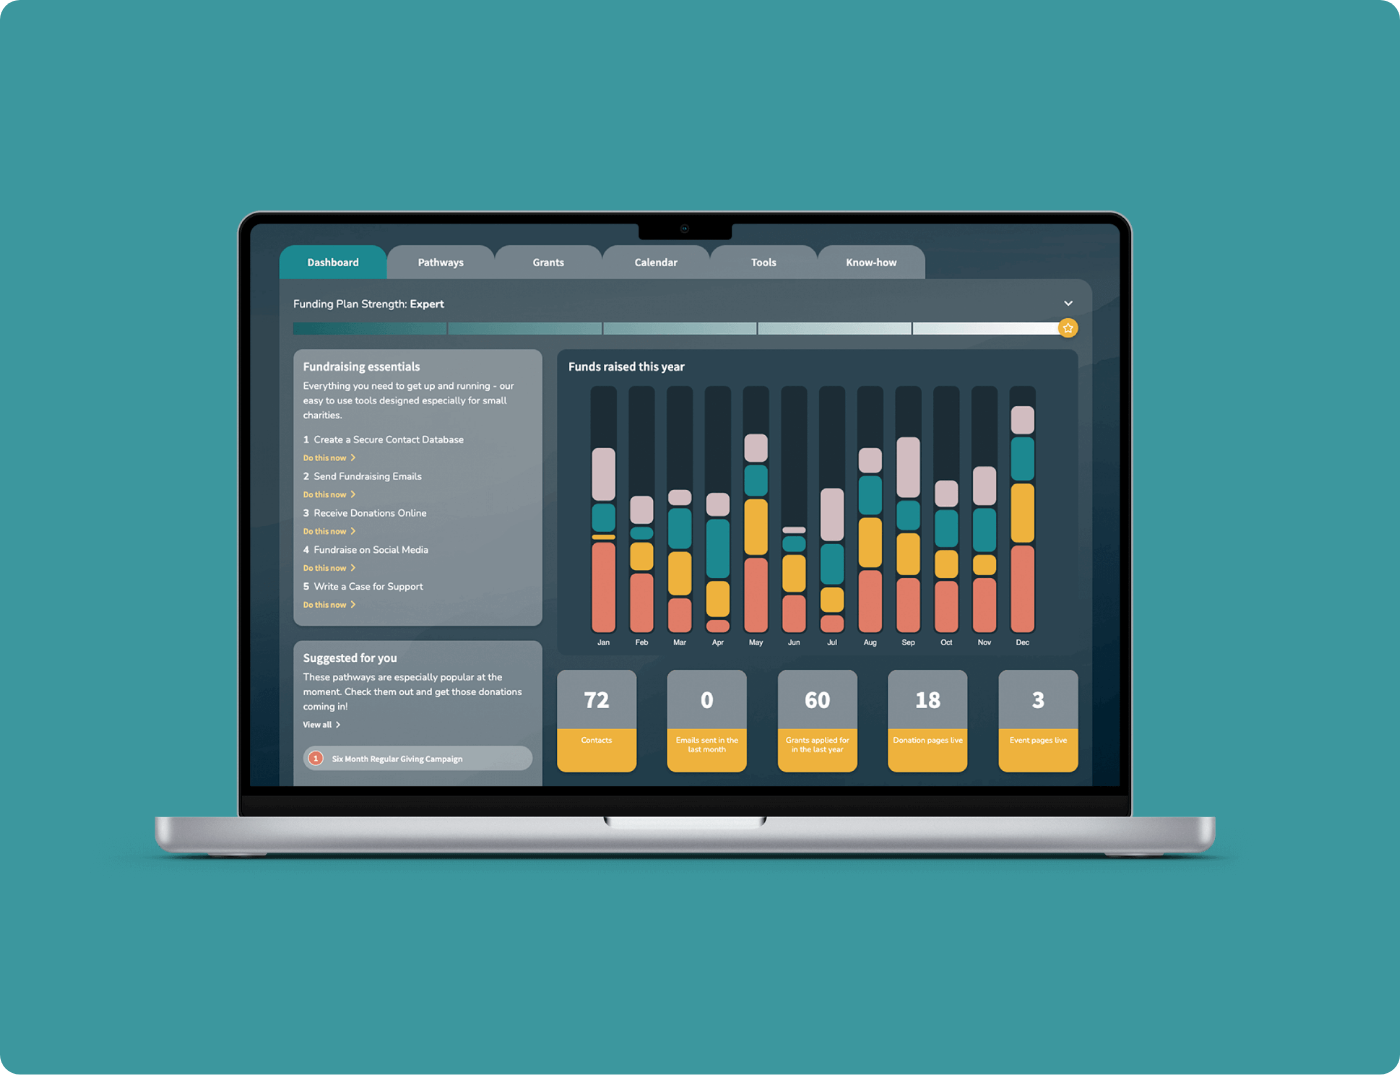 Dashboard
Pathways
Grants
Calendar
Tools
Know-how
Funding Plan Strength: Expert
Fundraising essentials
Everything you need to get up and running - our
easy to use tools designed especially for small
charities.
1 Create a Secure Contact Database
Do this now
2 Send Fundraising Emails
Do this now
3 Receive Donations Online
Do this now
4 Fundraise on Social Media
Do this now
5 Write a Case for Support
Do this now
Suggested for you
These pathways are especially popular at the
moment. Check them out and get those donations
coming in!
View all
1 Six Month Regular Giving Campaign
Funds raised this year
Jan
Feb
Mar
Apr
May
Jun
Jul
Aug
Sep
Oct
Nov
Dec
72
Contacts
0
Emails sent in the
last month
60
Grants applied for
in the last year
18
Donation pages live
3
Event pages live